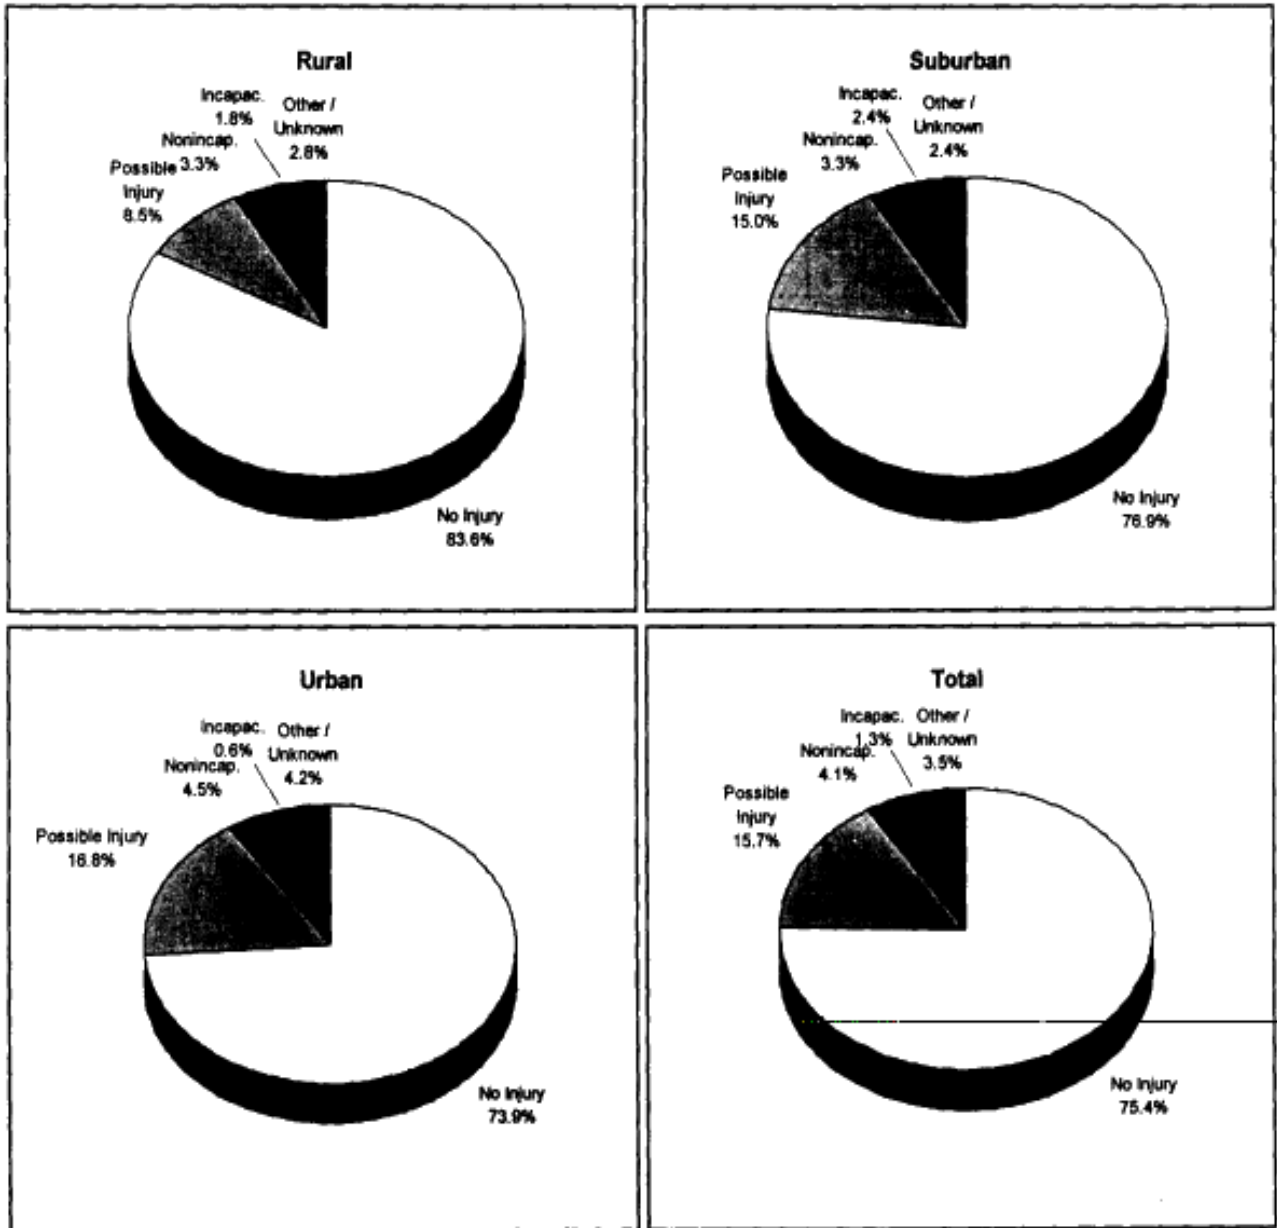 Rural
Incapac.
1.8%
Other /
Unknown
2.8%
Nonincap.
3.3%
Possible
Injury
8.5%
No Injury
83.6%
Suburban
Incapac.
2.4%
Other /
Unknown
2.4%
Nonincap.
3.3%
Possible
Injury
15.0%
No Injury
76.9%
Urban
Incapac.
0.6%
Other /
Unknown
4.2%
Nonincap.
4.5%
Possible Injury
16.8%
No Injury
73.9%
Total
Incapac.
1.3%
Other /
Unknown
3.5%
Nonincap.
4.1%
Possible
Injury
15.7%
No Injury
75.4%